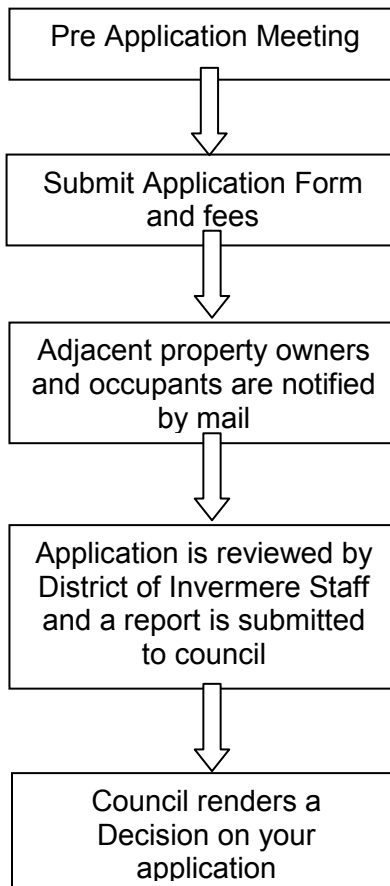 Pre Application Meeting
Submit Application Form
and fees
Adjacent property owners
and occupants are notified
by mail
Application is reviewed by
District of Invermere Staff
and a report is submitted
to council
Council renders a
Decision on your
application